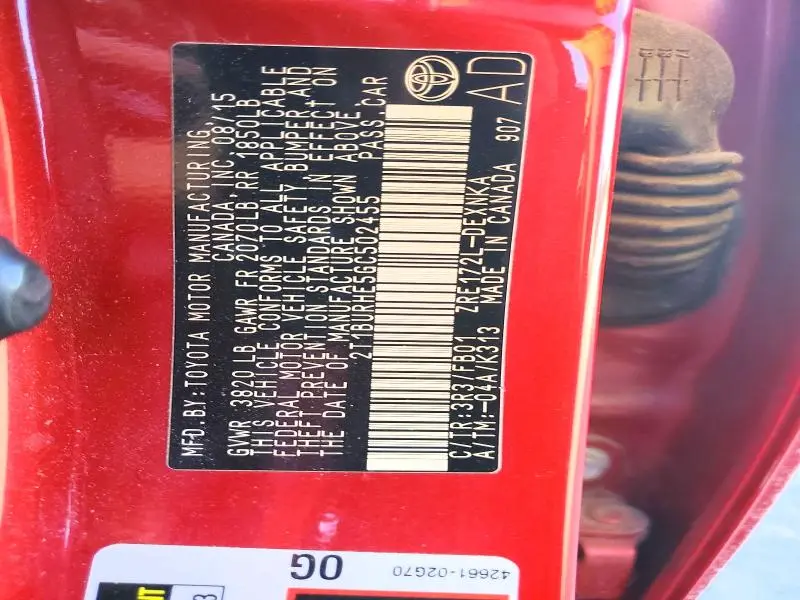 MFD.BY:TOYOTA MOTOR MANUFACTURING,
CANADA, INC. 08/15
GVWR 3820 LB GAWR FR 2070LB RR 1850LB
THIS VEHICLE CONFORMS TO ALL APPLICABLE
FEDERAL MOTOR VEHICLE SAFETY, BUMPER, AND
THEFT PREVENTION STANDARDS IN EFFECT ON
THE DATE OF MANUFACTURE SHOWN ABOVE.
2T1BURHE5GC502455 PASS.CAR
C/TR:3R3/FB01 ZRE172L-DEXNKA
A/TM:-04A/K313 MADE IN CANADA 907
AD
0G
42661-02G70